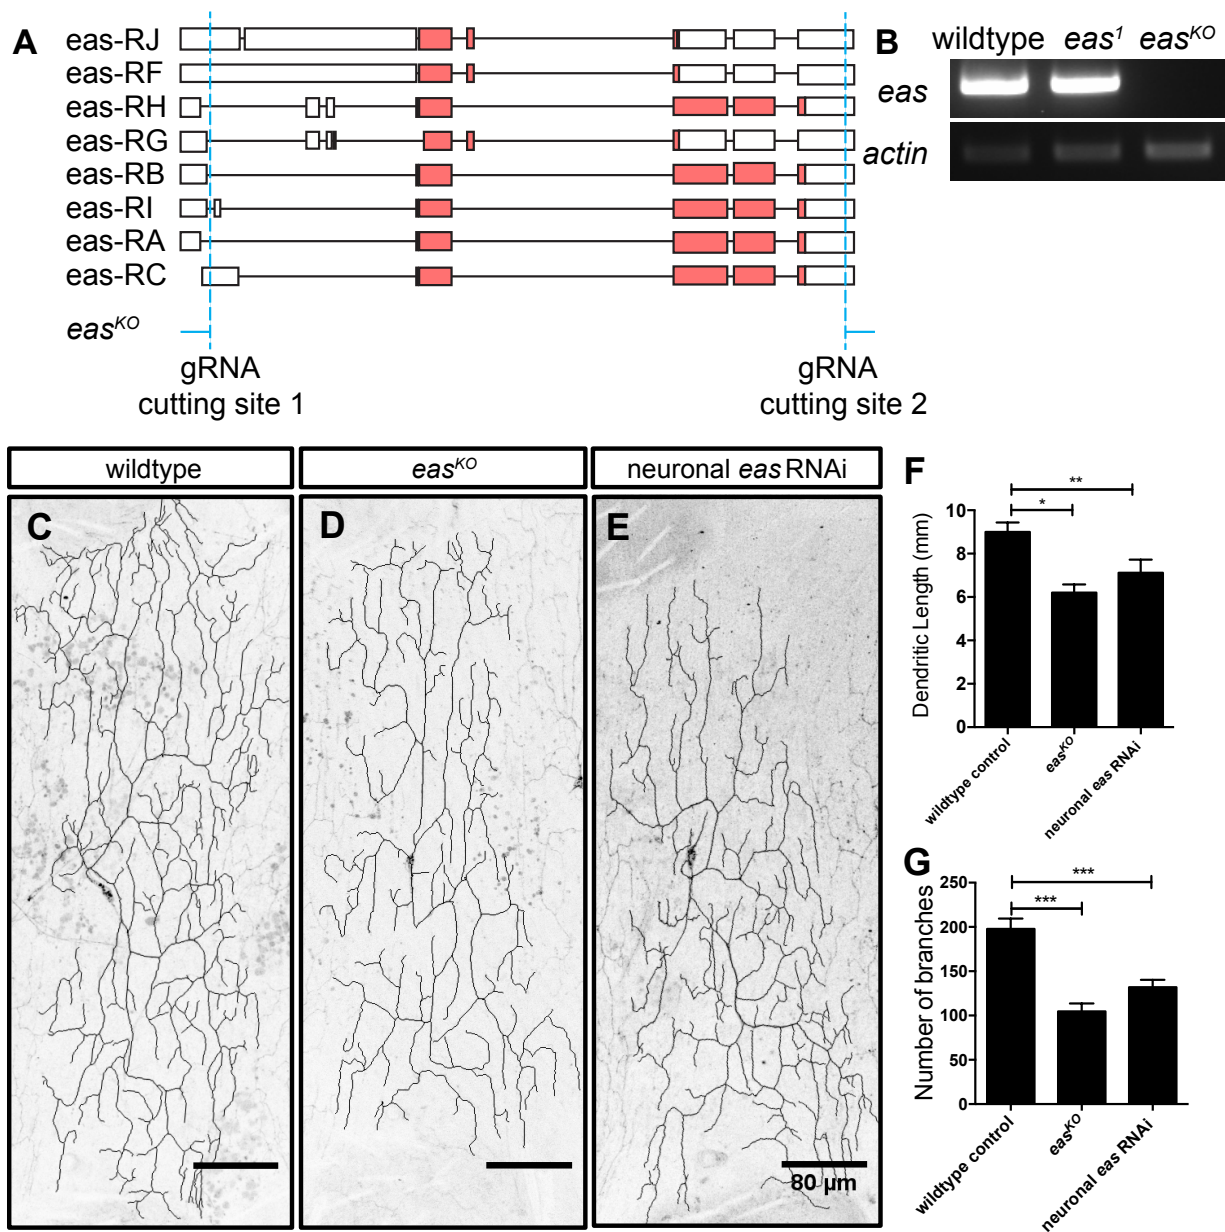 A
eas-RJ
eas-RF
eas-RH
eas-RG
eas-RB
eas-RI
eas-RA
eas-RC
easKO
gRNA
cutting site 1
gRNA
cutting site 2
B
wildtype eas1 easKO
eas
actin
wildtype
easKO
neuronal eas RNAi
C
D
E
80 µm
F
**
*
Dendritic Length (mm)
10
8
6
4
2
0
wildtype control
easKO
neuronal eas RNAi
G
***
***
Number of branches
250
200
150
100
50
0
wildtype control
easKO
neuronal eas RNAi